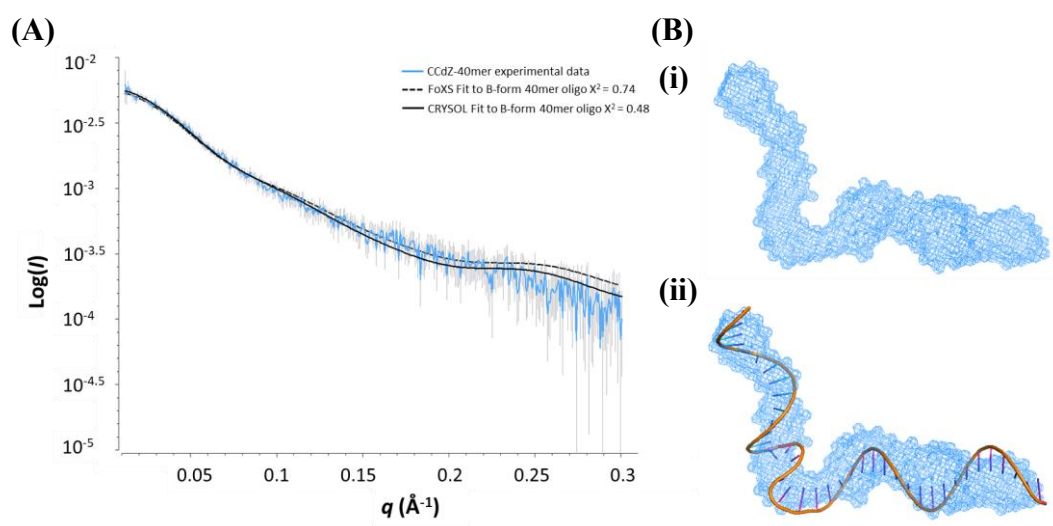 (A)
10-2
10-2.5
10-3
10-3.5
10-4
10-4.5
10-5
Log(I)
0.05 0.1 0.15 0.2 0.25 0.3
q (Å-1)
CCdZ-40mer experimental data
FoXS Fit to B-form 40mer oligo X2 = 0.74
CRYSOL Fit to B-form 40mer oligo X2 = 0.48
(B)
(i)
(ii)